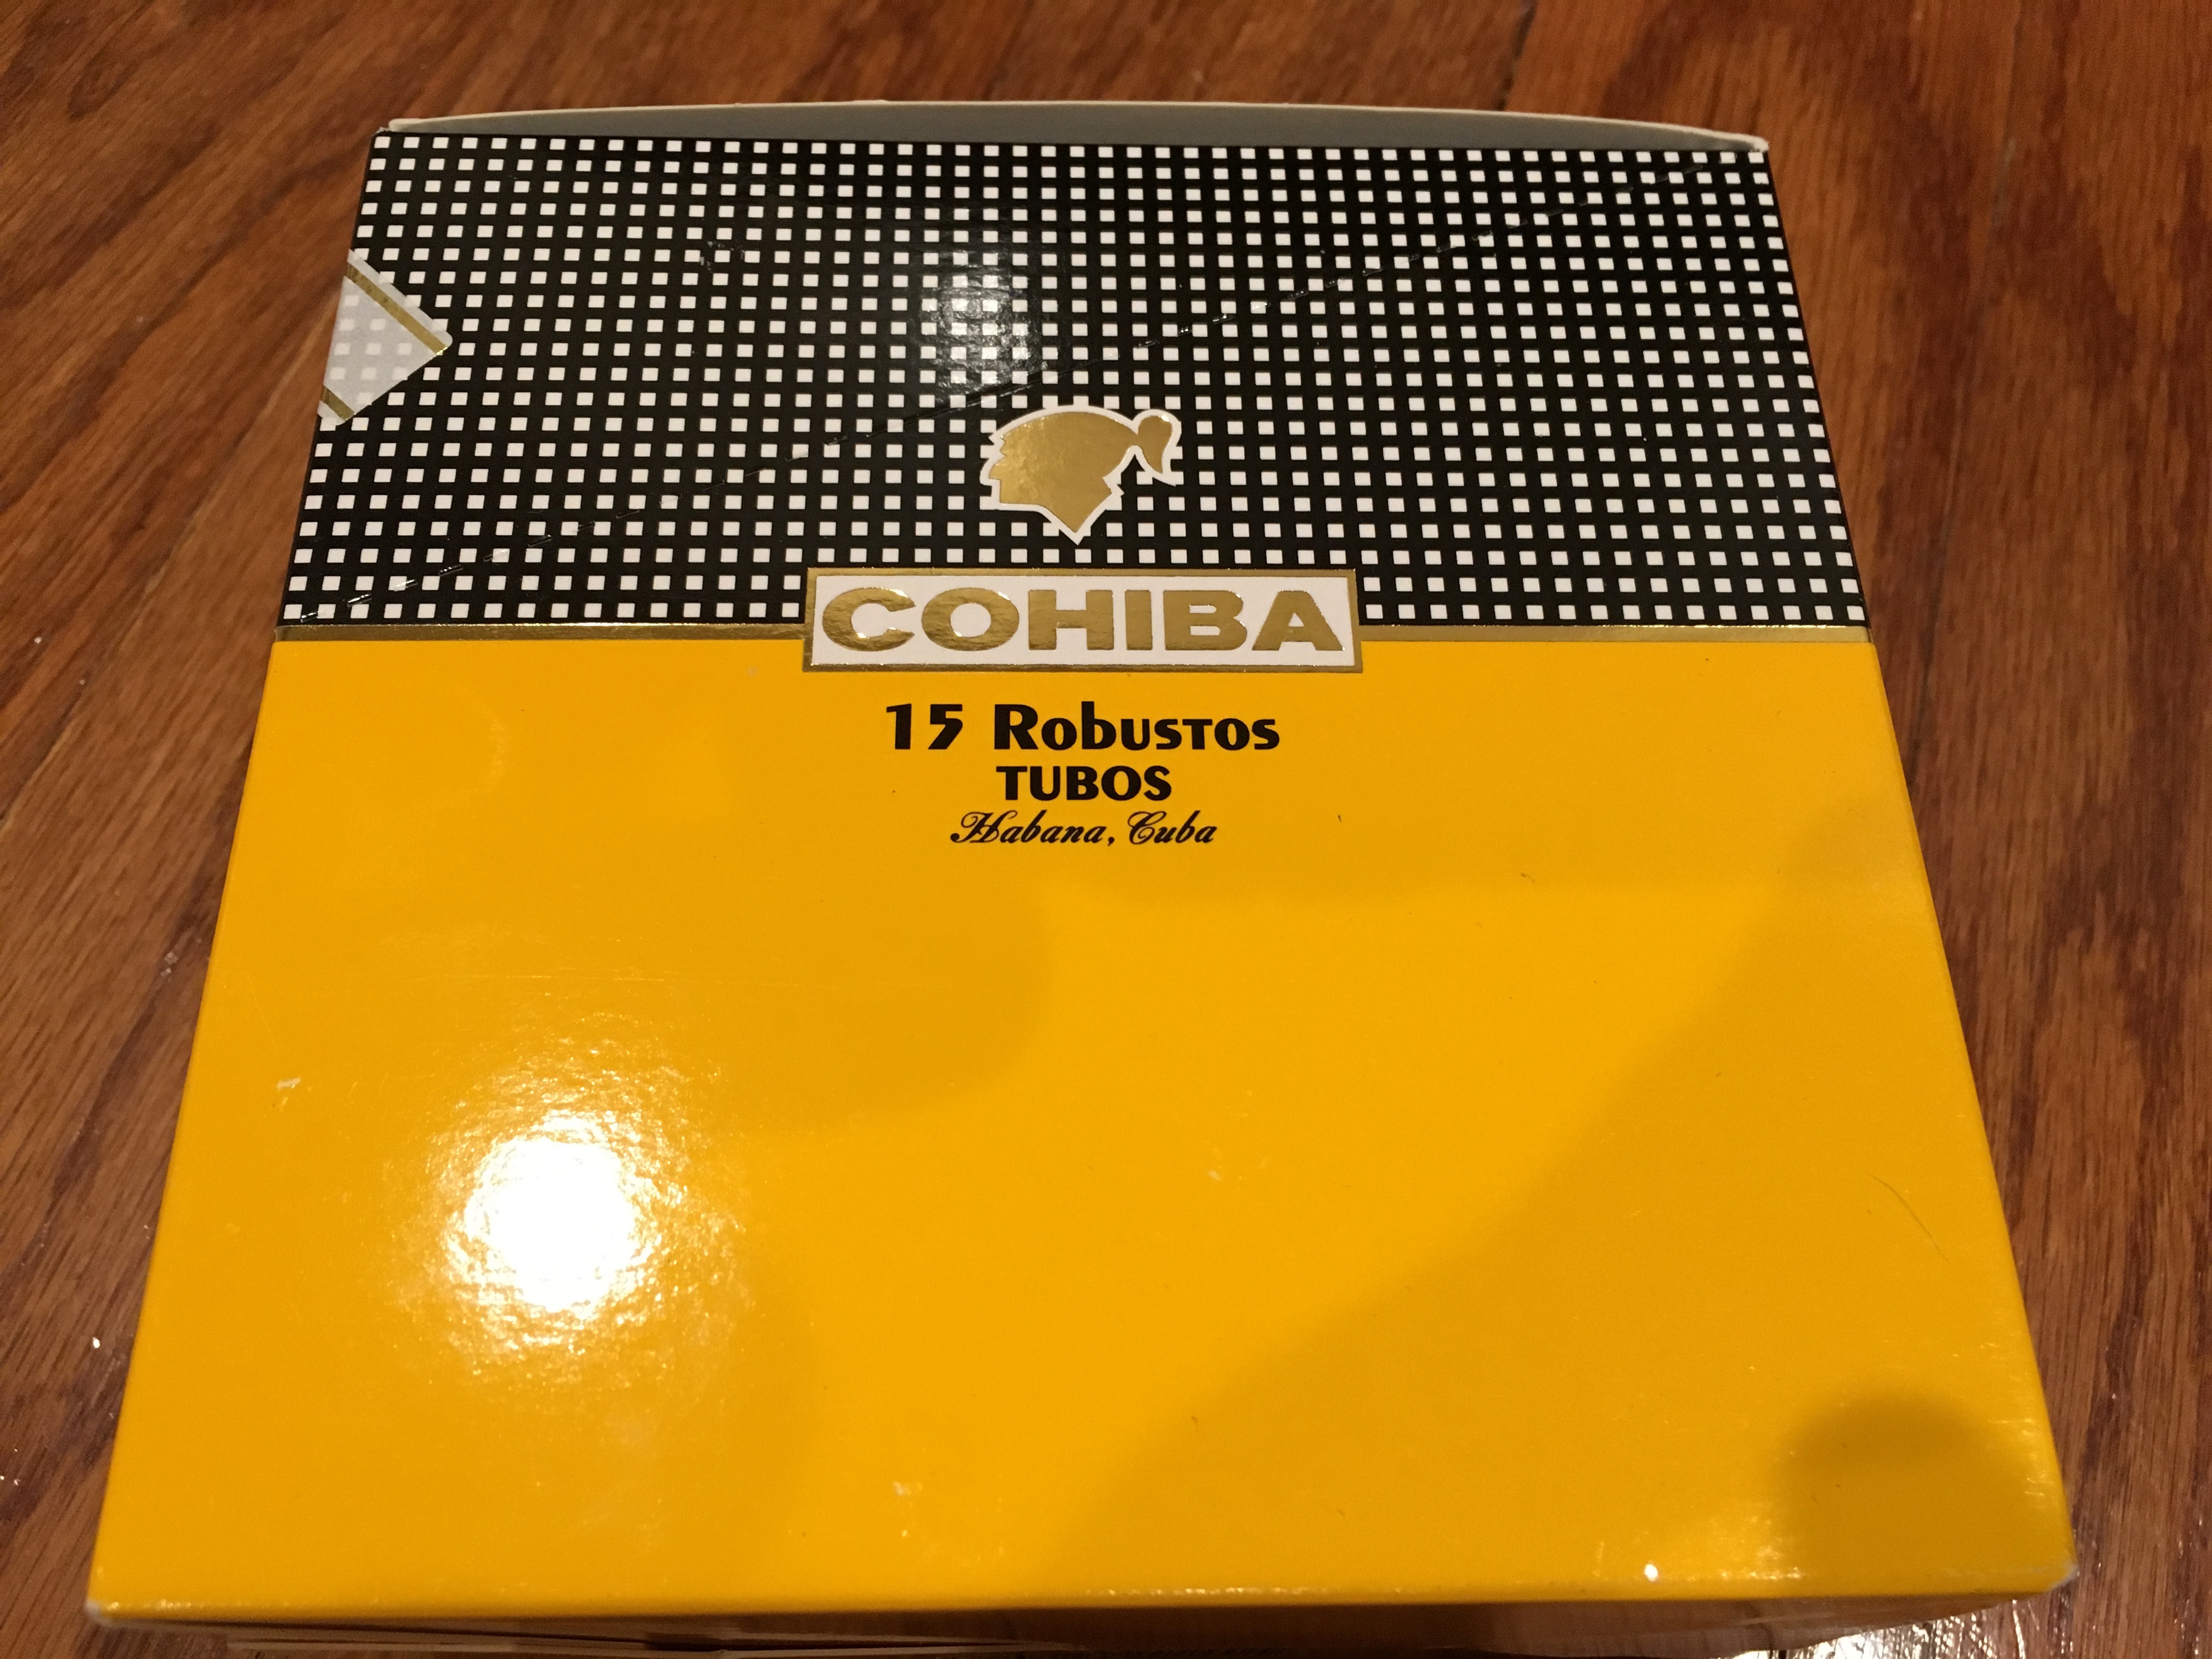 COHIBA
15 Robustos
TUBOS
Habana, Cuba